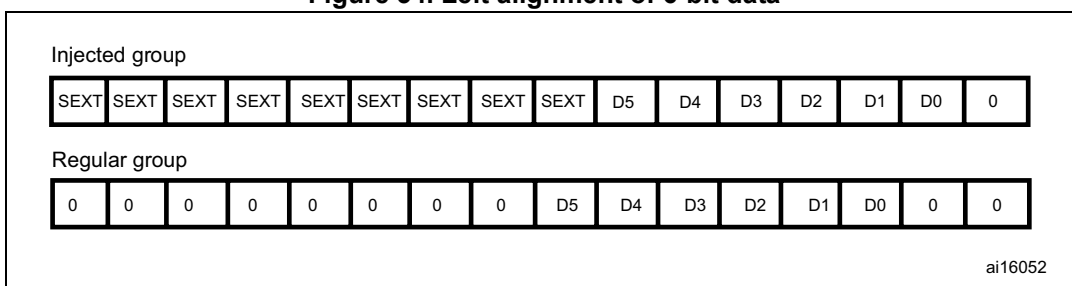 Injected group
SEXT SEXT SEXT SEXT SEXT SEXT SEXT SEXT SEXT D5 D4 D3 D2 D1 D0 0
Regular group
0 0 0 0 0 0 0 0 D5 D4 D3 D2 D1 D0 0 0
ai16052